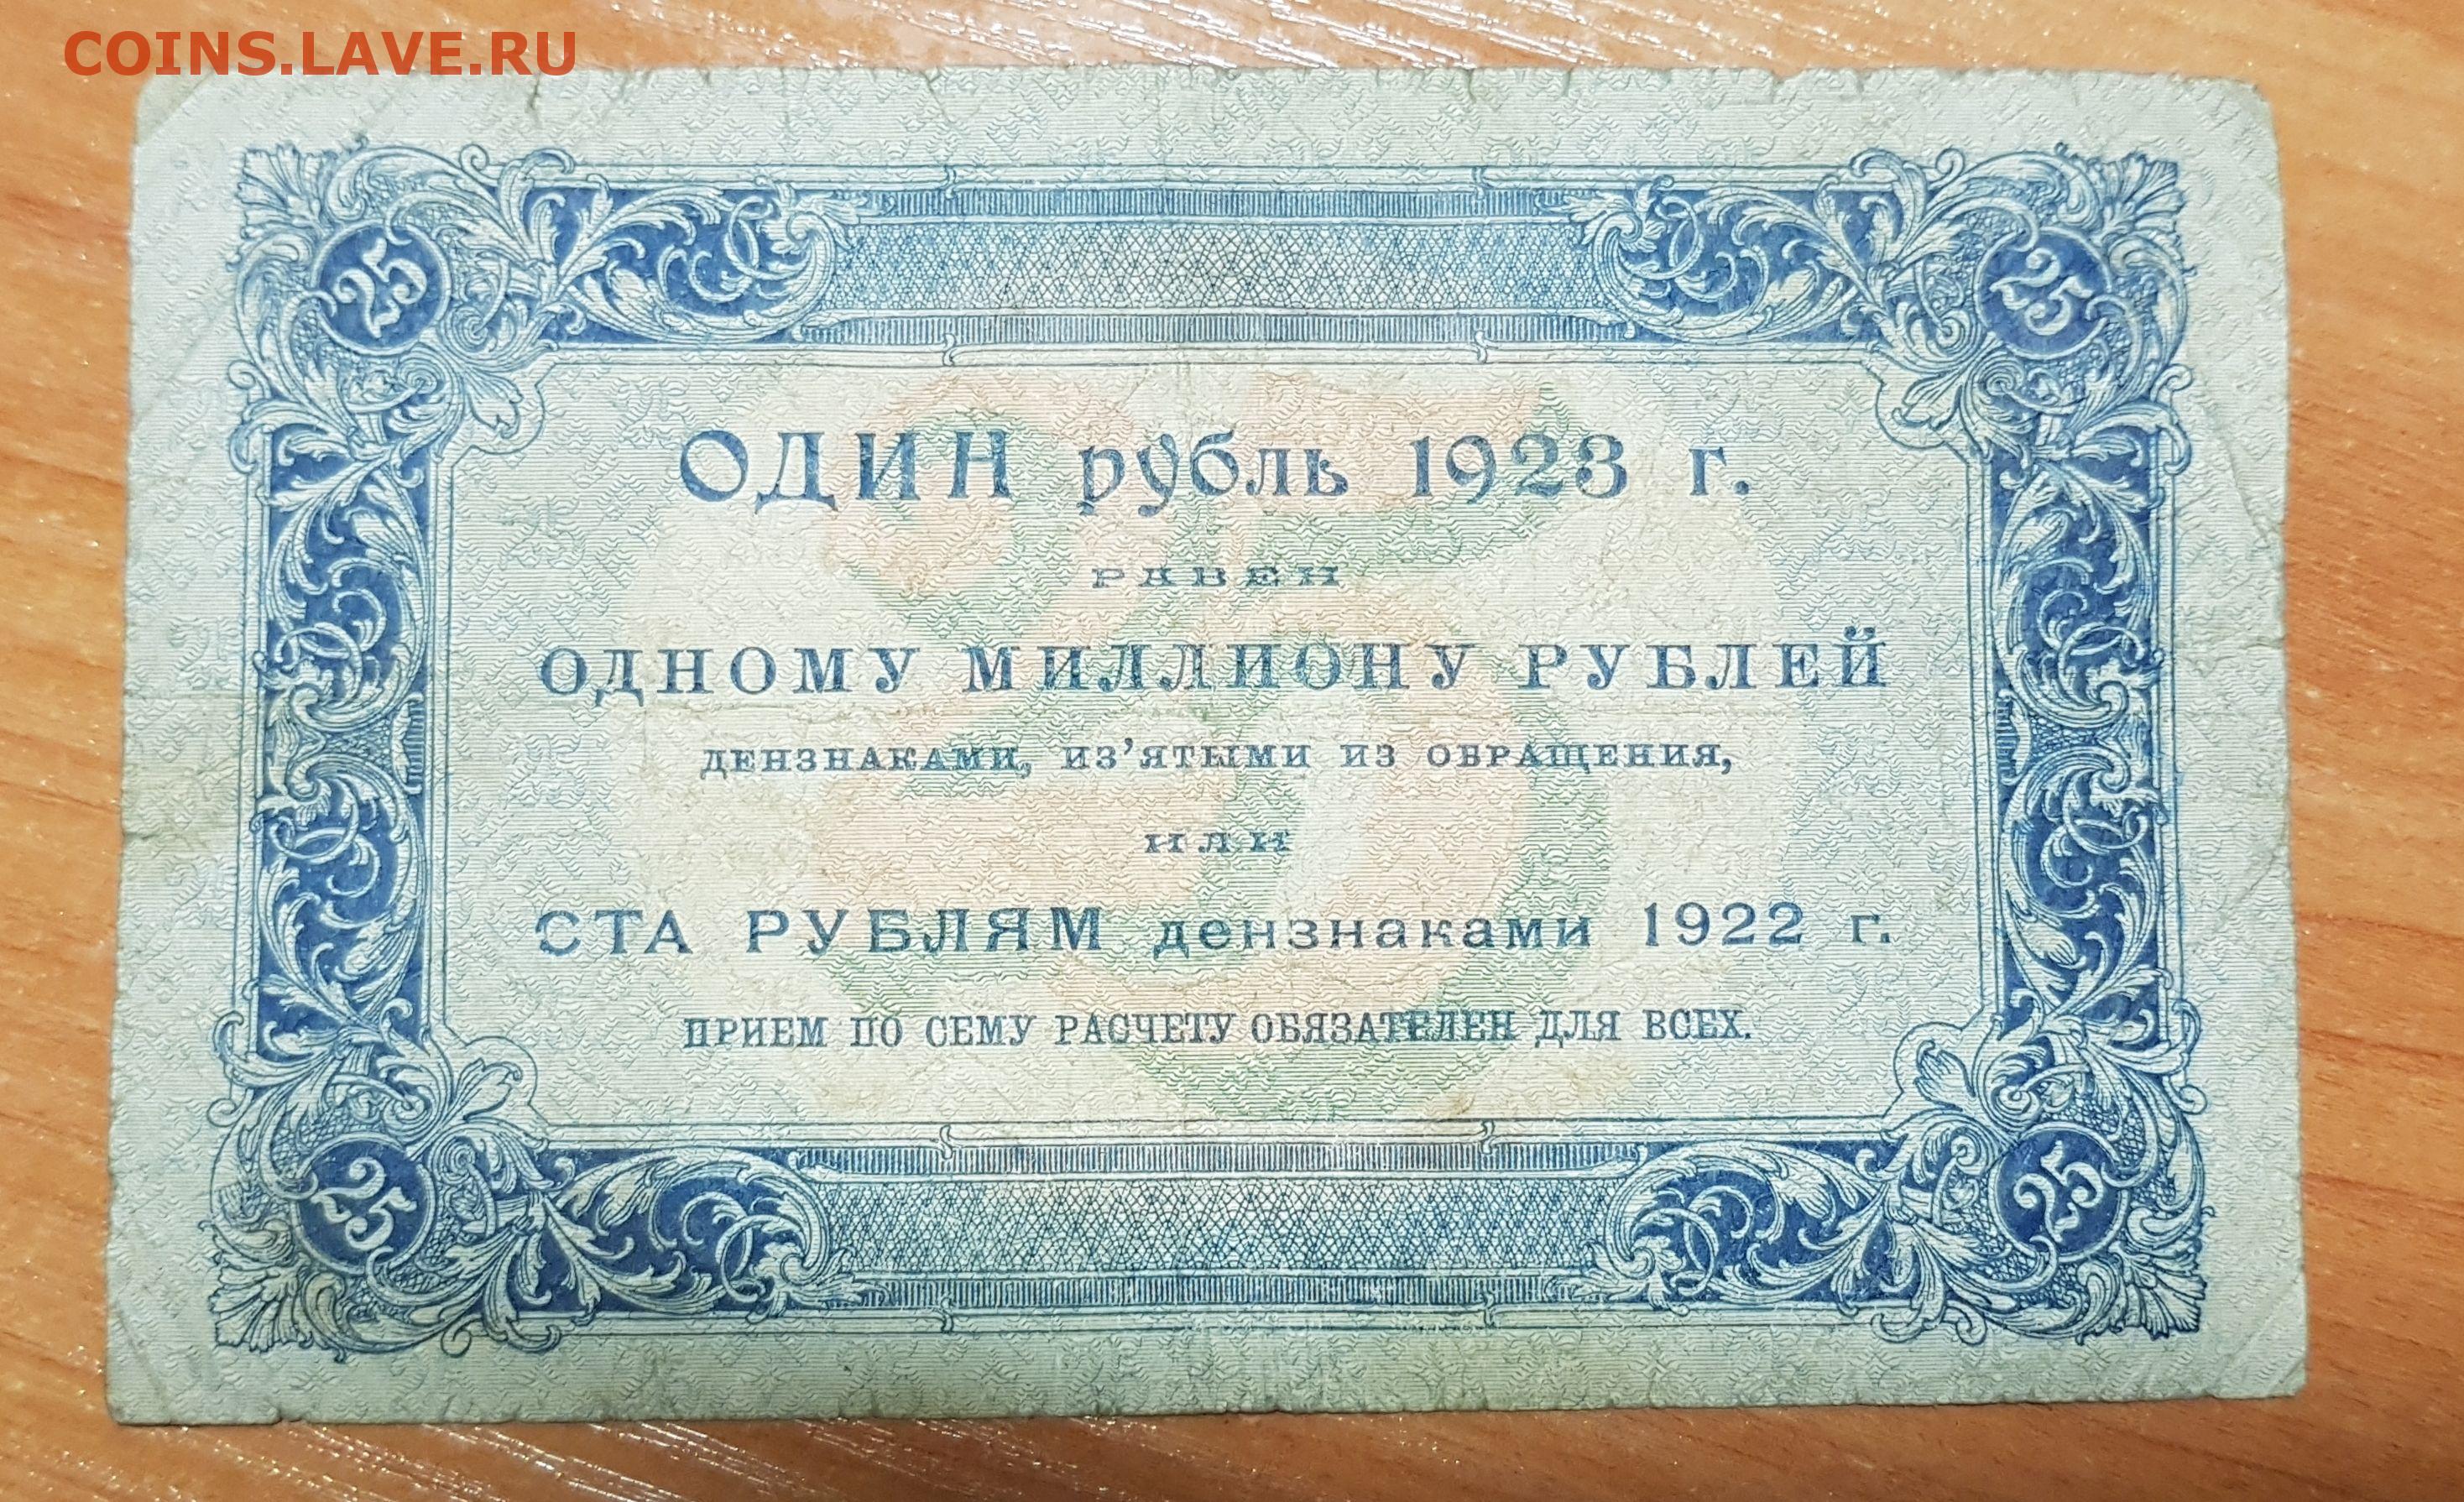 COINS.LAVE.RU
25 25
ОДИН рубль 1923 г.
РАВЕН
ОДНОМУ МИЛЛИОНУ РУБЛЕЙ
ДЕНЗНАКАМИ, ИЗ’ЯТЫМИ ИЗ ОБРАЩЕНИЯ,
ИЛИ
СТА РУБЛЯМ дензнаками 1922 г.
ПРИЕМ ПО СЕМУ РАСЧЕТУ ОБЯЗАТЕЛЕН ДЛЯ ВСЕХ.
25 25